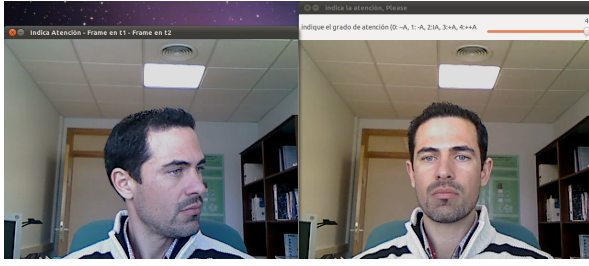 Indica Atención - Frame en t1 - Frame en t2
indica la atención, Please
indique el grado de atención (0: --A, 1: -A, 2:IA, 3:+A, 4:++A
4